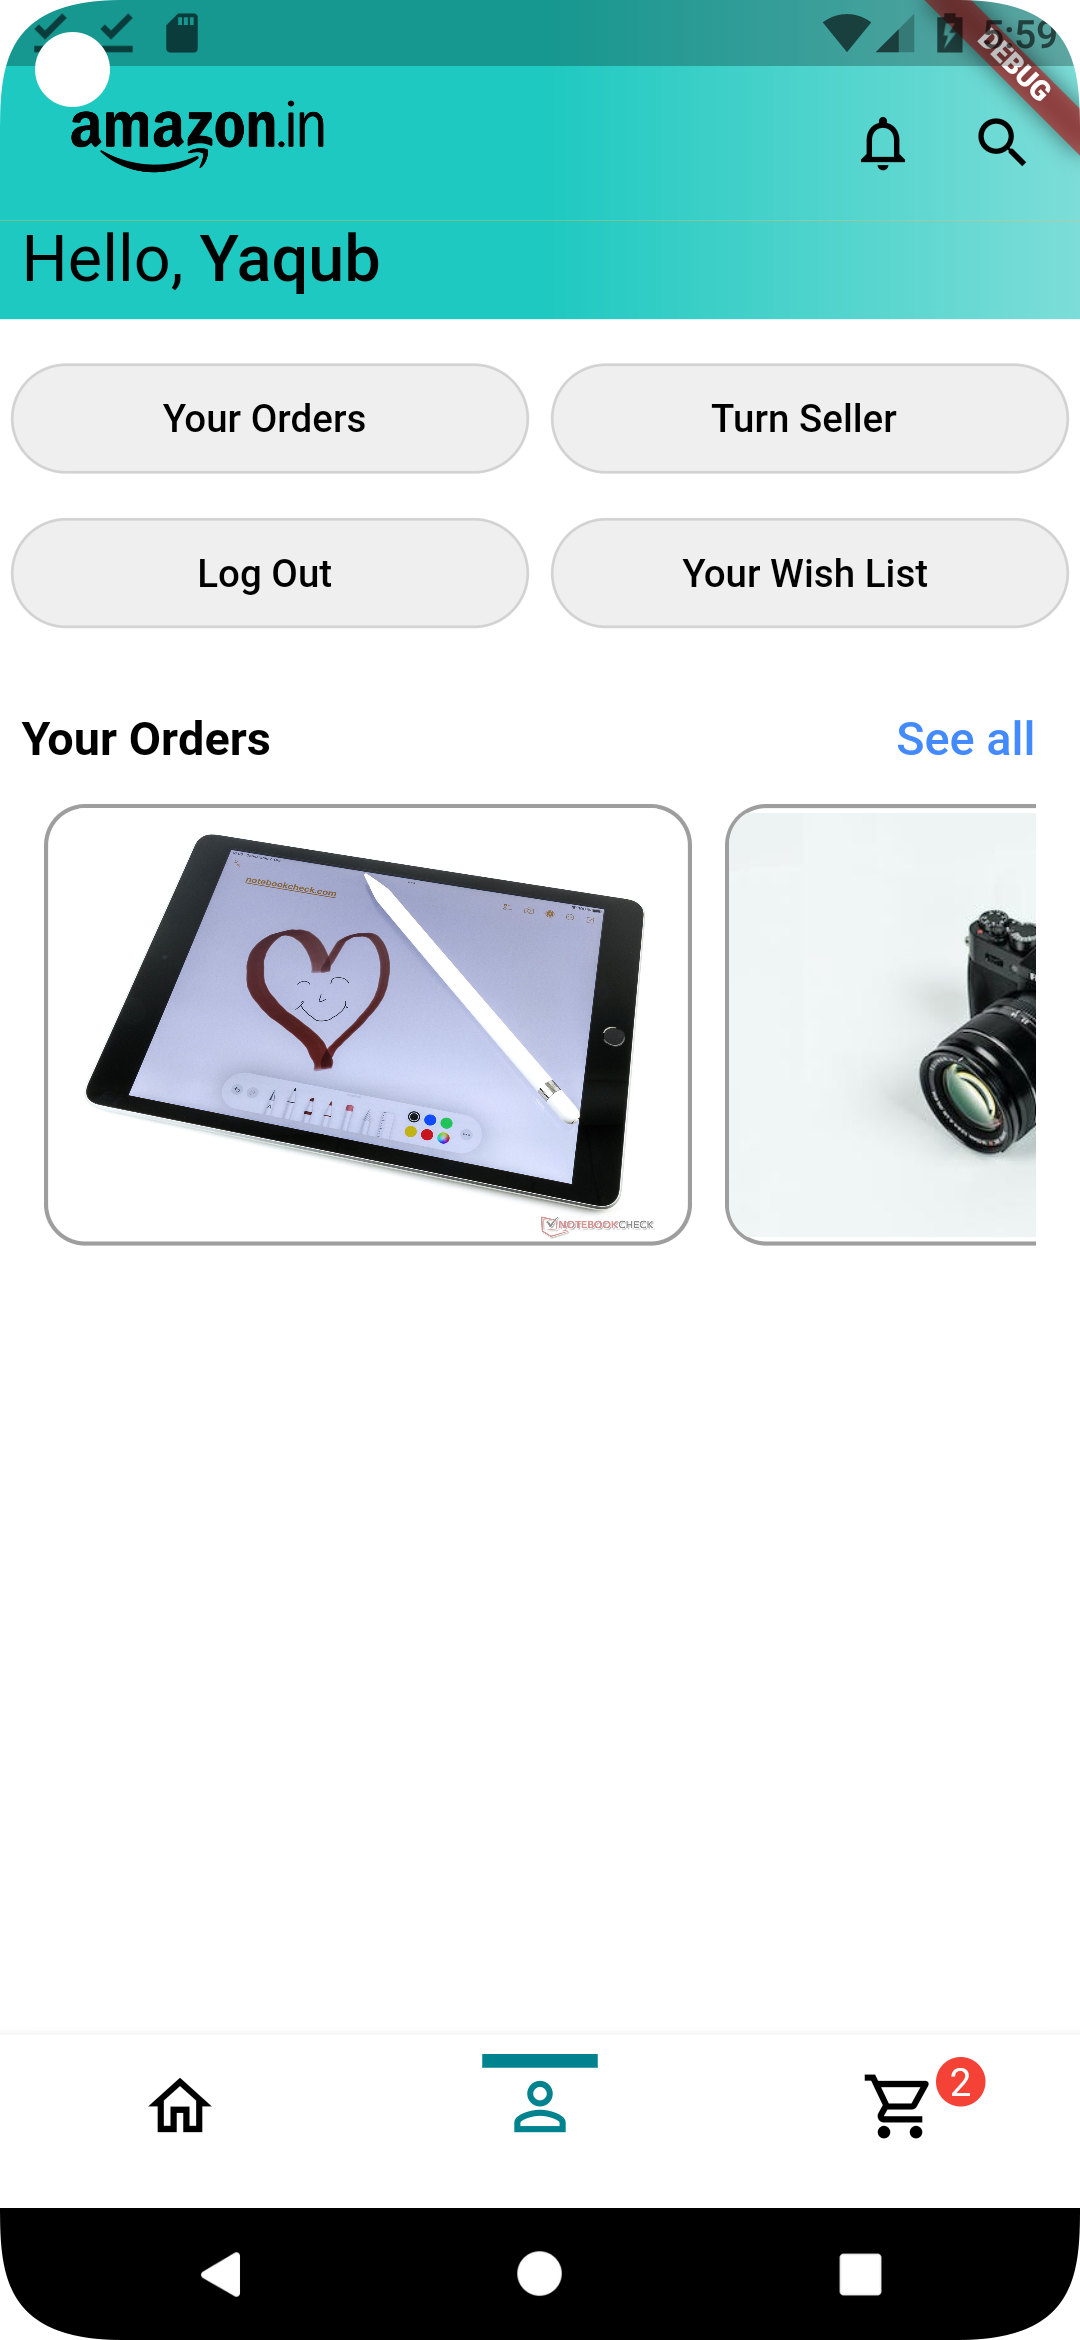 5:59
DEBUG
amazon.in
Hello, Yaqub
Your Orders
Turn Seller
Log Out
Your Wish List
Your Orders
See all
notebookcheck.com
NOTEBOOKCHECK
2